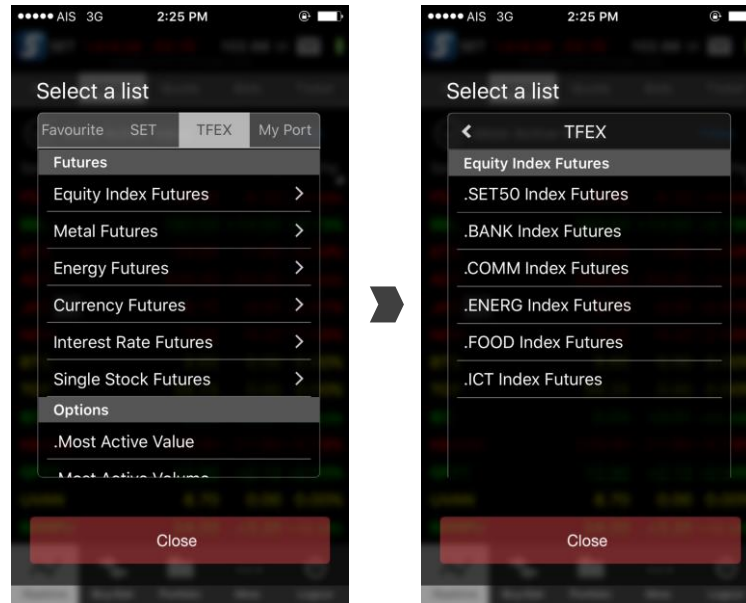 AIS 3G 2:25 PM
Select a list
Favourite SET TFEX My Port
Futures
Equity Index Futures
Metal Futures
Energy Futures
Currency Futures
Interest Rate Futures
Single Stock Futures
Options
.Most Active Value
.Most Active Volume
Close
AIS 3G 2:25 PM
Select a list
TFEX
Equity Index Futures
.SET50 Index Futures
.BANK Index Futures
.COMM Index Futures
.ENERG Index Futures
.FOOD Index Futures
.ICT Index Futures
Close